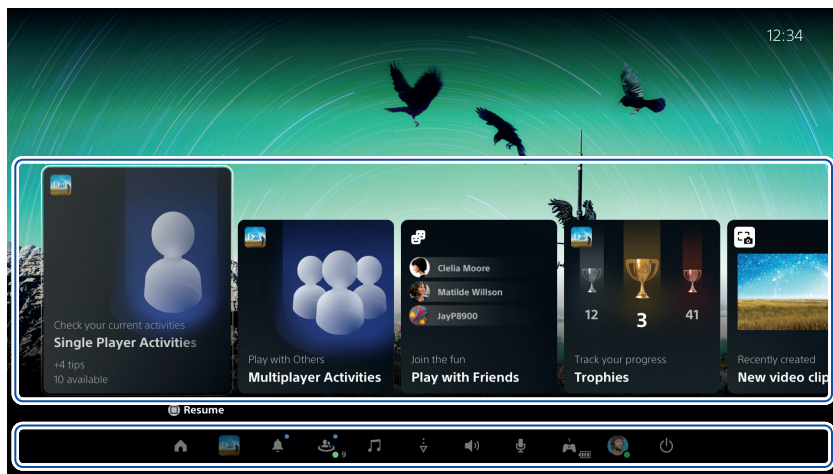 12:34
Check your current activities
Single Player Activities
+4 tips
10 available
Play with Others
Multiplayer Activities
Clelia Moore
Matilde Willson
JayP8900
Join the fun
Play with Friends
12
3
41
Track your progress
Trophies
Recently created
New video clip
Resume
9
1